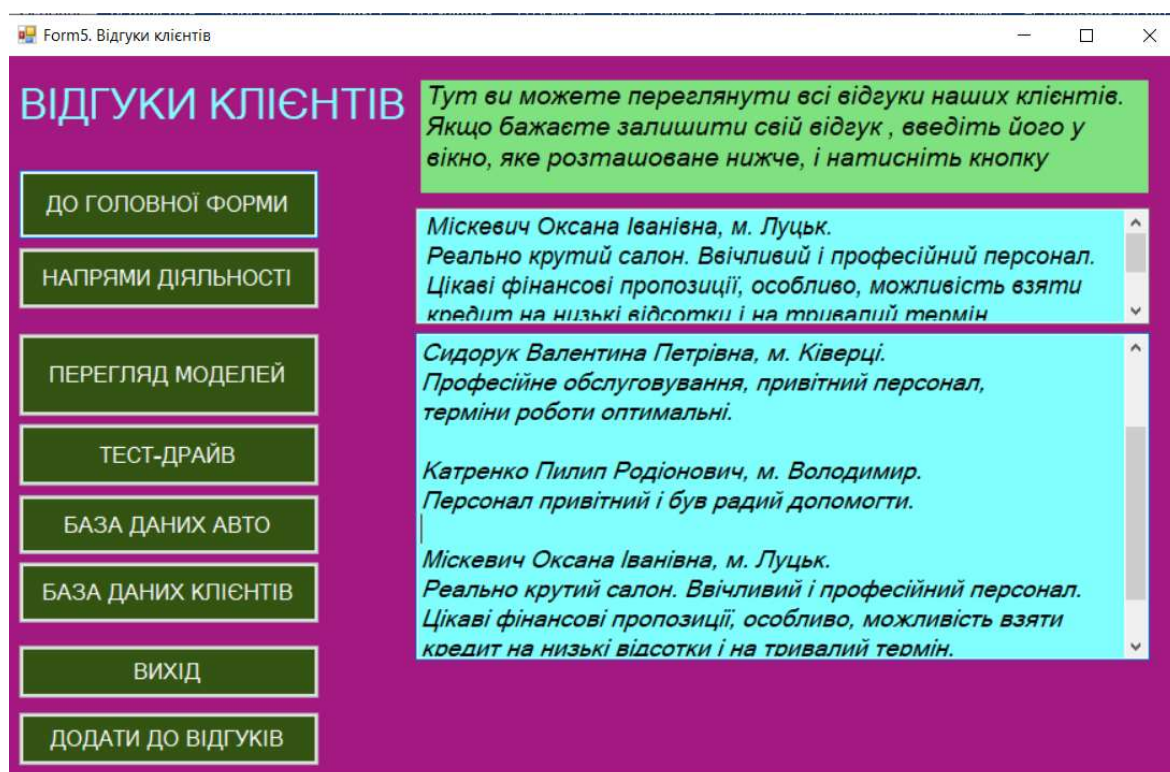 Form5. Відгуки клієнтів
ВІДГУКИ КЛІЄНТІВ
ДО ГОЛОВНОЇ ФОРМИ
НАПРЯМИ ДІЯЛЬНОСТІ
ПЕРЕГЛЯД МОДЕЛЕЙ
ТЕСТ-ДРАЙВ
БАЗА ДАНИХ АВТО
БАЗА ДАНИХ КЛІЄНТІВ
ВИХІД
ДОДАТИ ДО ВІДГУКІВ
Тут ви можете переглянути всі відгуки наших клієнтів.
Якщо бажаєте залишити свій відгук , введіть його у
вікно, яке розташоване нижче, і натисніть кнопку
Міскевич Оксана Іванівна, м. Луцьк.
Реально крутий салон. Ввічливий і професійний персонал.
Цікаві фінансові пропозиції, особливо, можливість взяти
кредит на низькі відсотки і на тривалий термін
Сидорук Валентина Петрівна, м. Ківерці.
Професійне обслуговування, привітний персонал,
терміни роботи оптимальні.
Катренко Пилип Родіонович, м. Володимир.
Персонал привітний і був радий допомогти.
Міскевич Оксана Іванівна, м. Луцьк.
Реально крутий салон. Ввічливий і професійний персонал.
Цікаві фінансові пропозиції, особливо, можливість взяти
кредит на низькі відсотки і на тривалий термін.